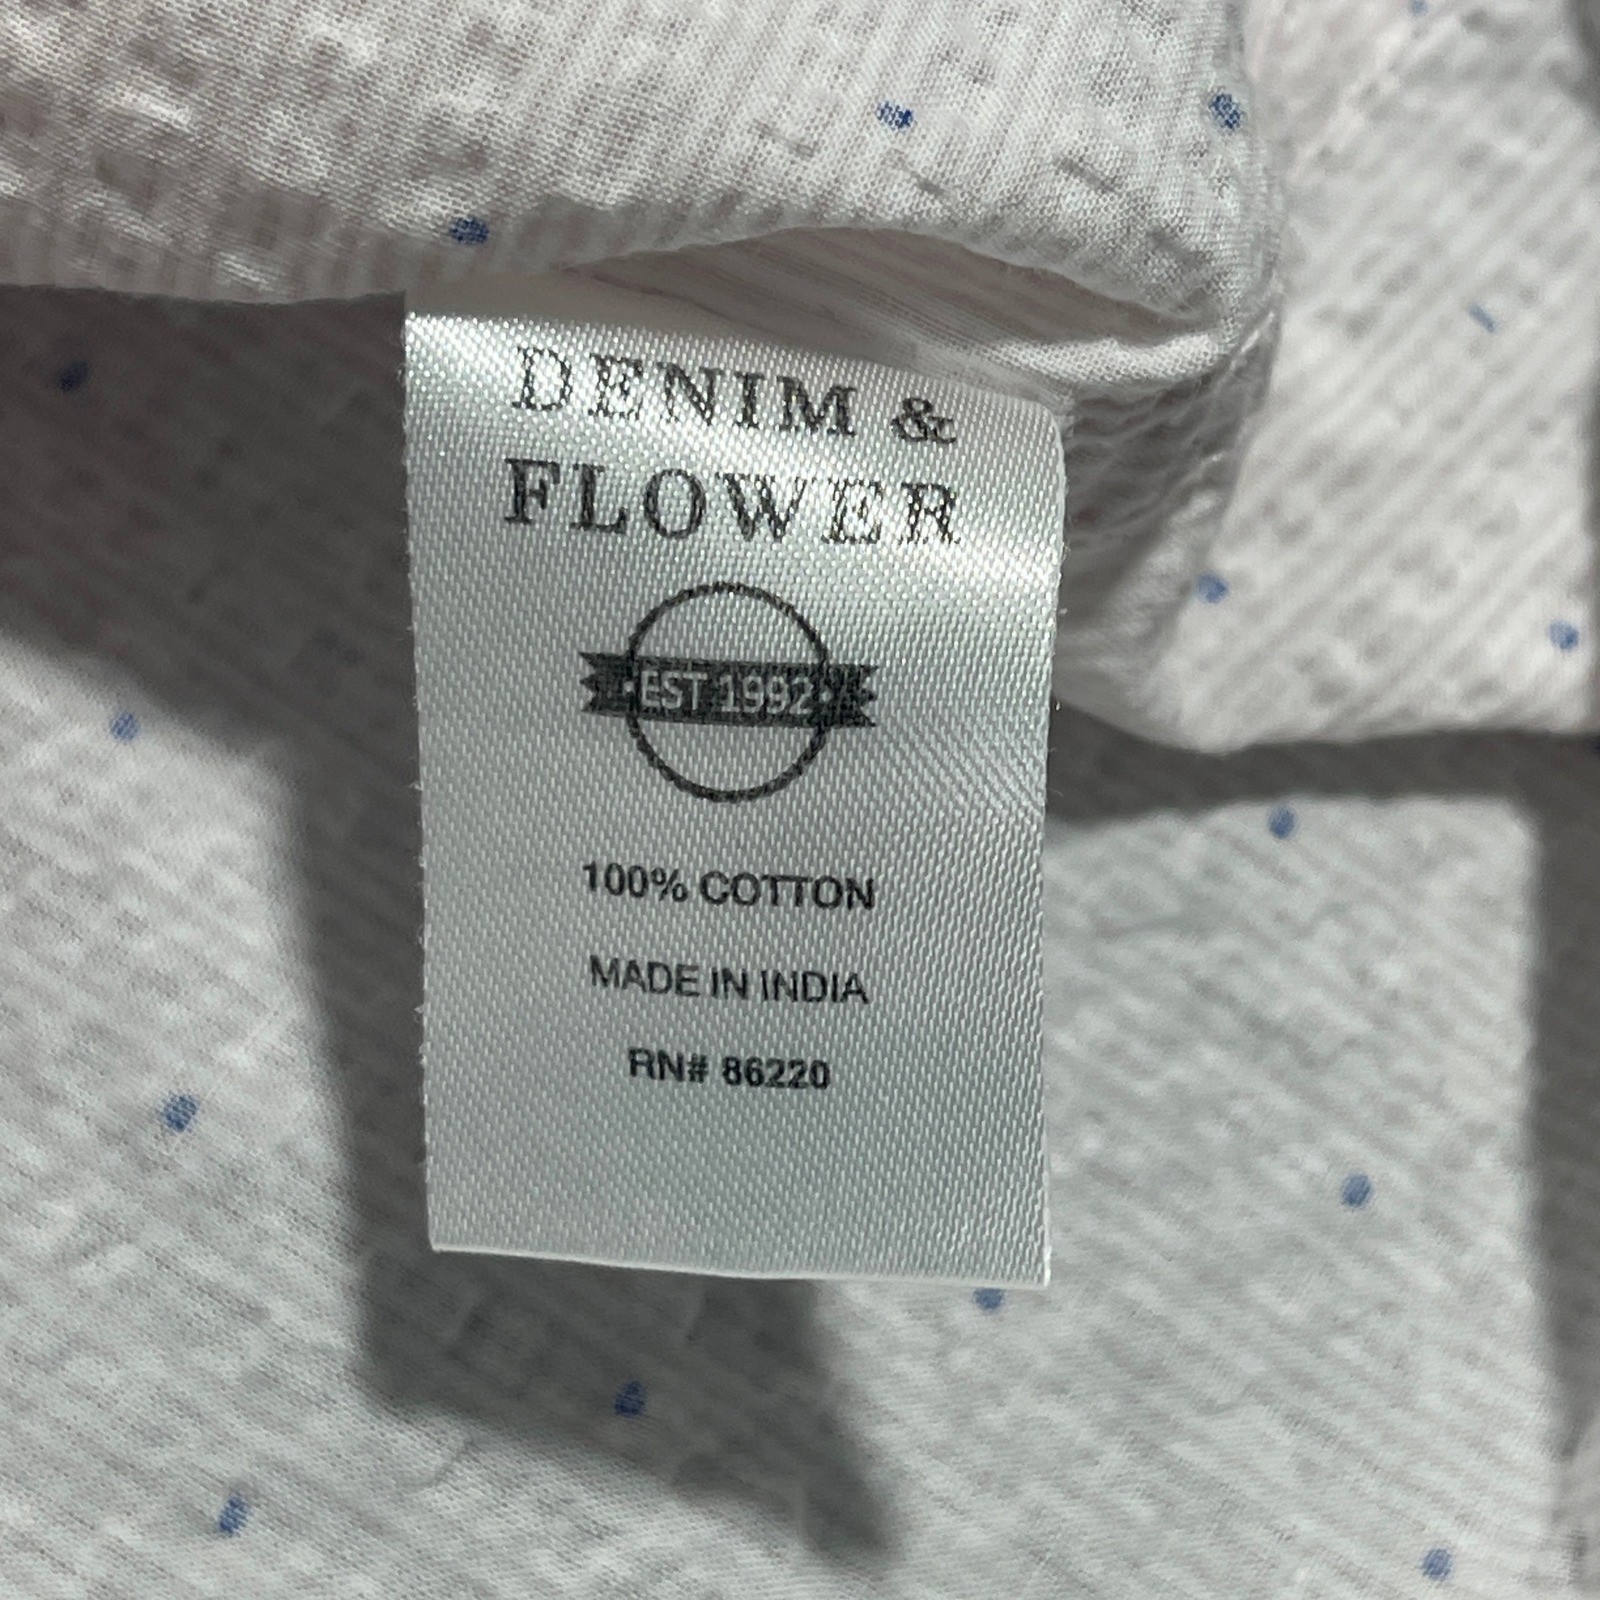 DENIM &
FLOWER
·EST 1992·
100% COTTON
MADE IN INDIA
RN# 86220